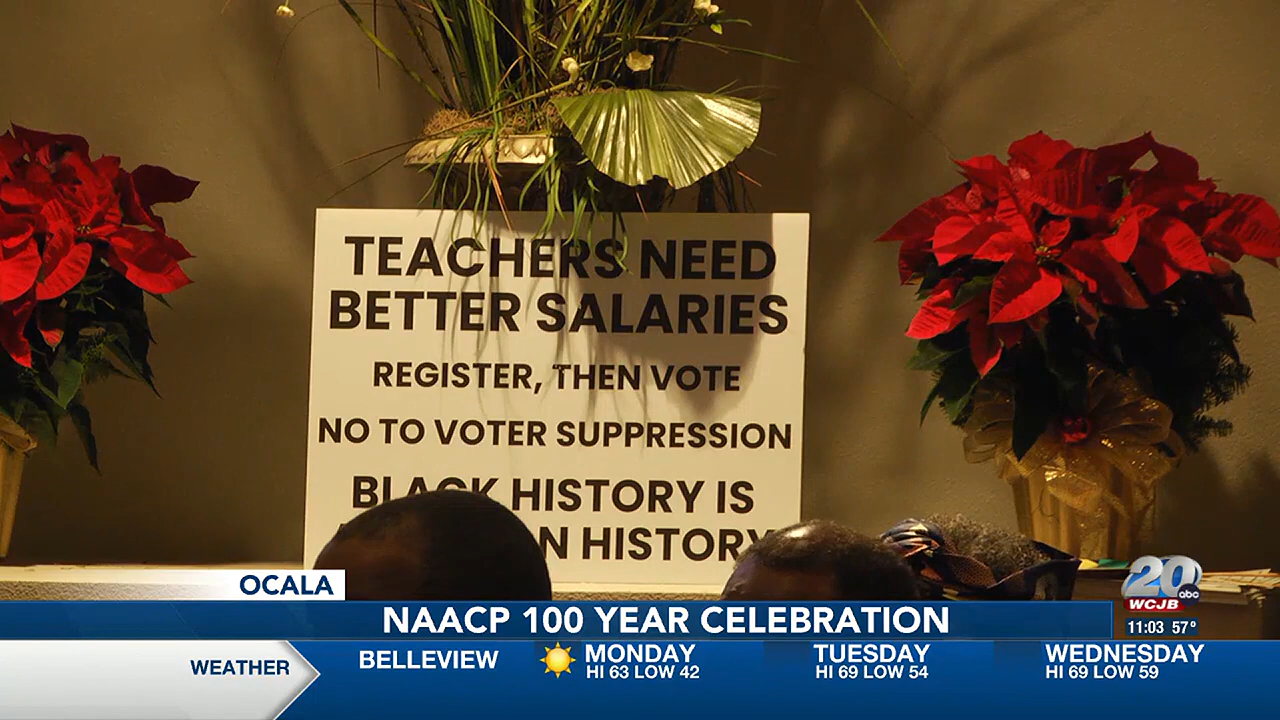 TEACHERS NEED
BETTER SALARIES
REGISTER, THEN VOTE
NO TO VOTER SUPPRESSION
BLACK HISTORY IS
HISTORY
OCALA
NAACP 100 YEAR CELEBRATION
20
abc
WCJB
11:03 57°
WEATHER
BELLEVIEW
MONDAY
HI 63 LOW 42
TUESDAY
HI 69 LOW 54
WEDNESDAY
HI 69 LOW 59